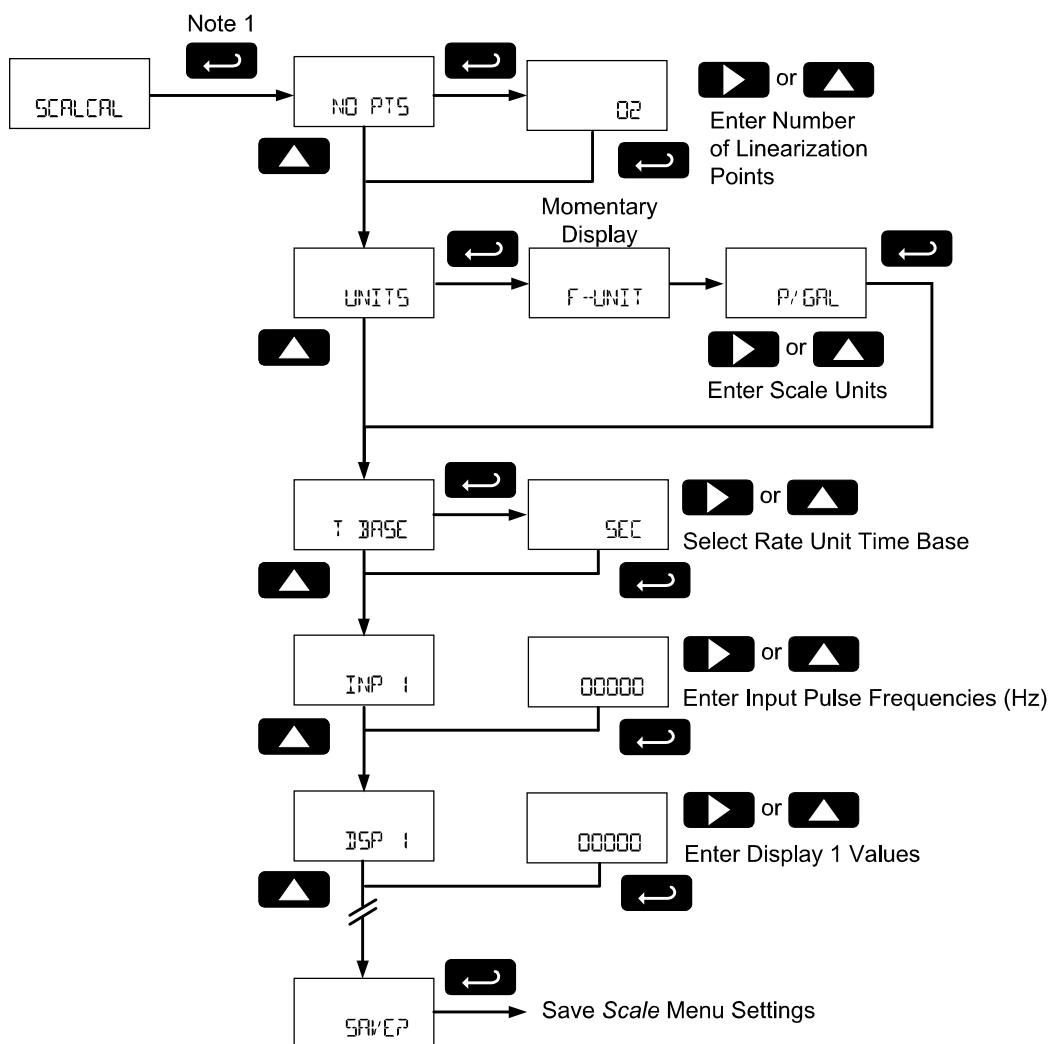 Note 1
SCALCAL
NO PTS
02
or
Enter Number
of Linearization
Points
Momentary
Display
UNITS
F--UNIT
P/GAL
or
Enter Scale Units
T BASE
SEC
or
Select Rate Unit Time Base
INP 1
00000
or
Enter Input Pulse Frequencies (Hz)
DSP 1
00000
or
Enter Display 1 Values
SAVE?
Save Scale Menu Settings